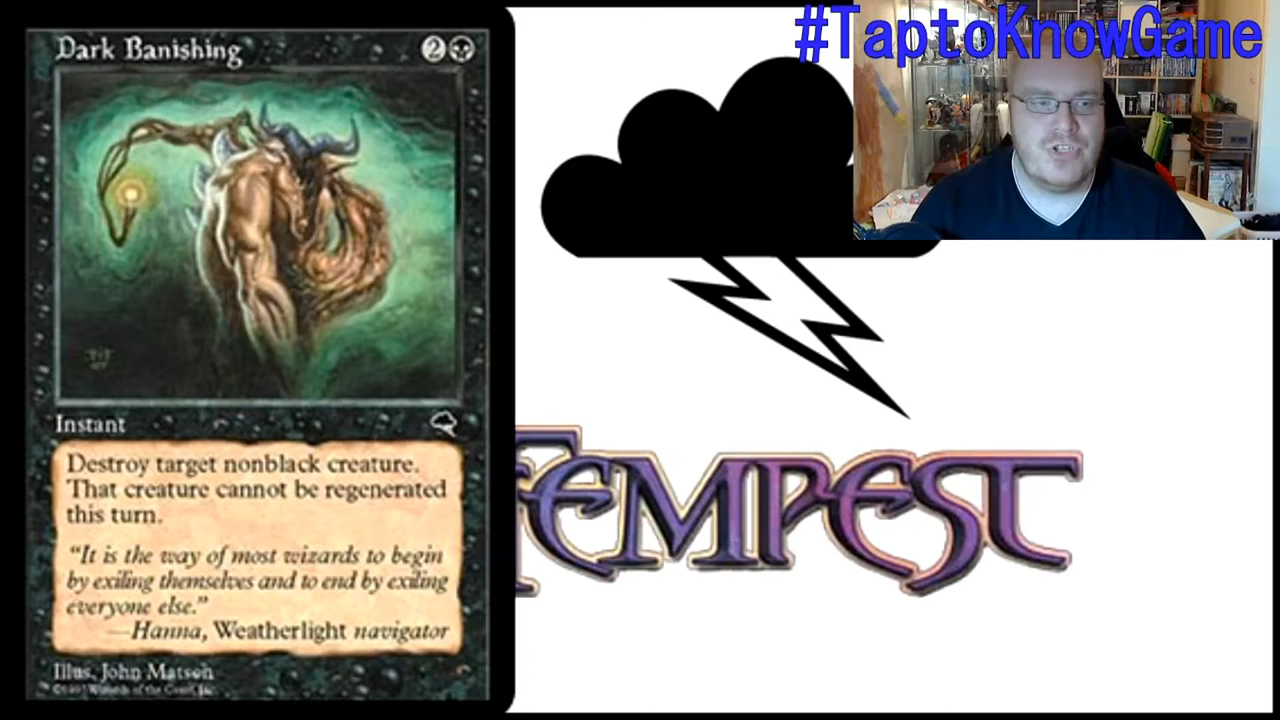 #TaptoKnowGame
Dark Banishing
2
Instant
Destroy target nonblack creature.
That creature cannot be regenerated
this turn.
"It is the way of most wizards to begin
by exiling themselves and to end by exiling
everyone else."
—Hanna, Weatherlight navigator
Illus. John Matson
TEMPEST